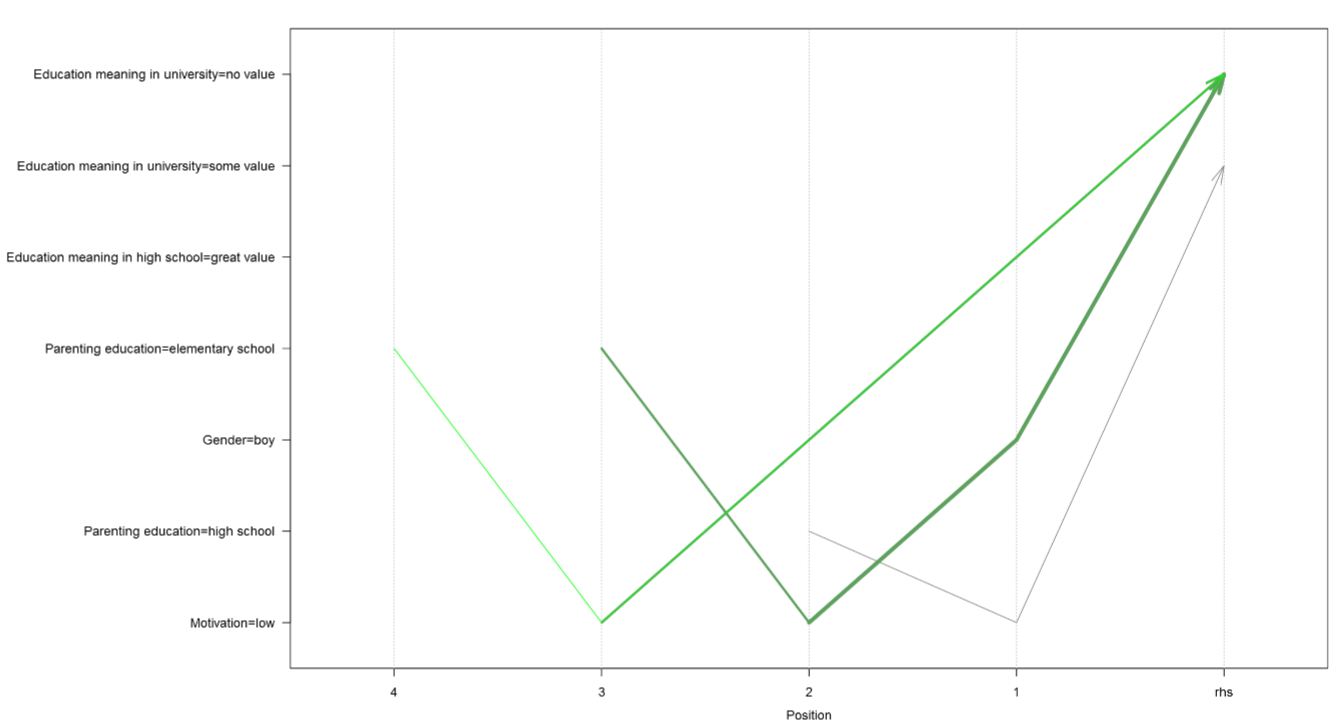 Education meaning in university=no value
Education meaning in university=some value
Education meaning in high school=great value
Parenting education=elementary school
Gender=boy
Parenting education=high school
Motivation=low
4 3 2 1 rhs
Position